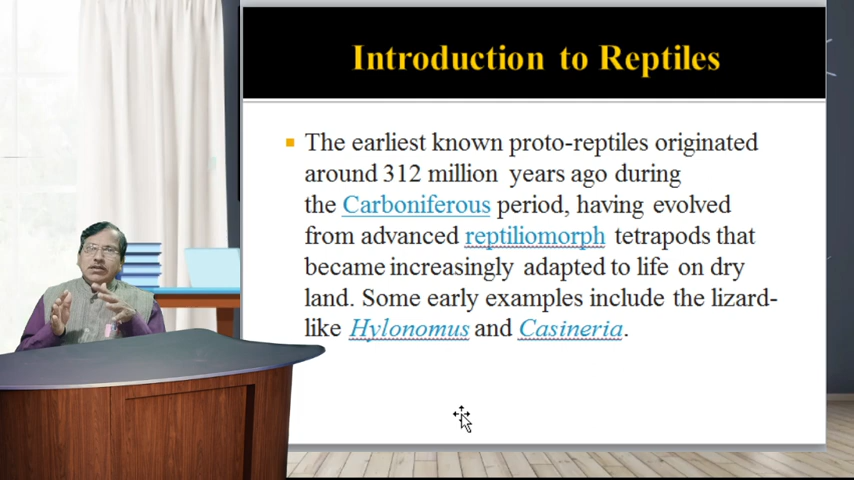 Introduction to Reptiles
The earliest known proto-reptiles originated
around 312 million years ago during
the Carboniferous period, having evolved
from advanced reptiliomorph tetrapods that
became increasingly adapted to life on dry
land. Some early examples include the lizard-
like Hylonomus and Casineria.